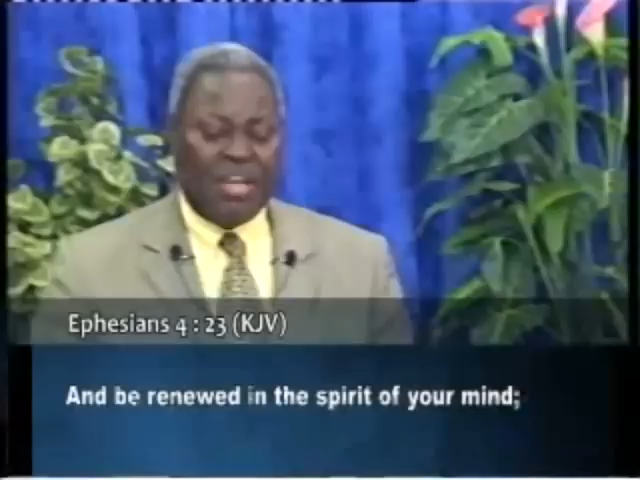 Ephesians 4 : 23 (KJV)
And be renewed in the spirit of your mind;